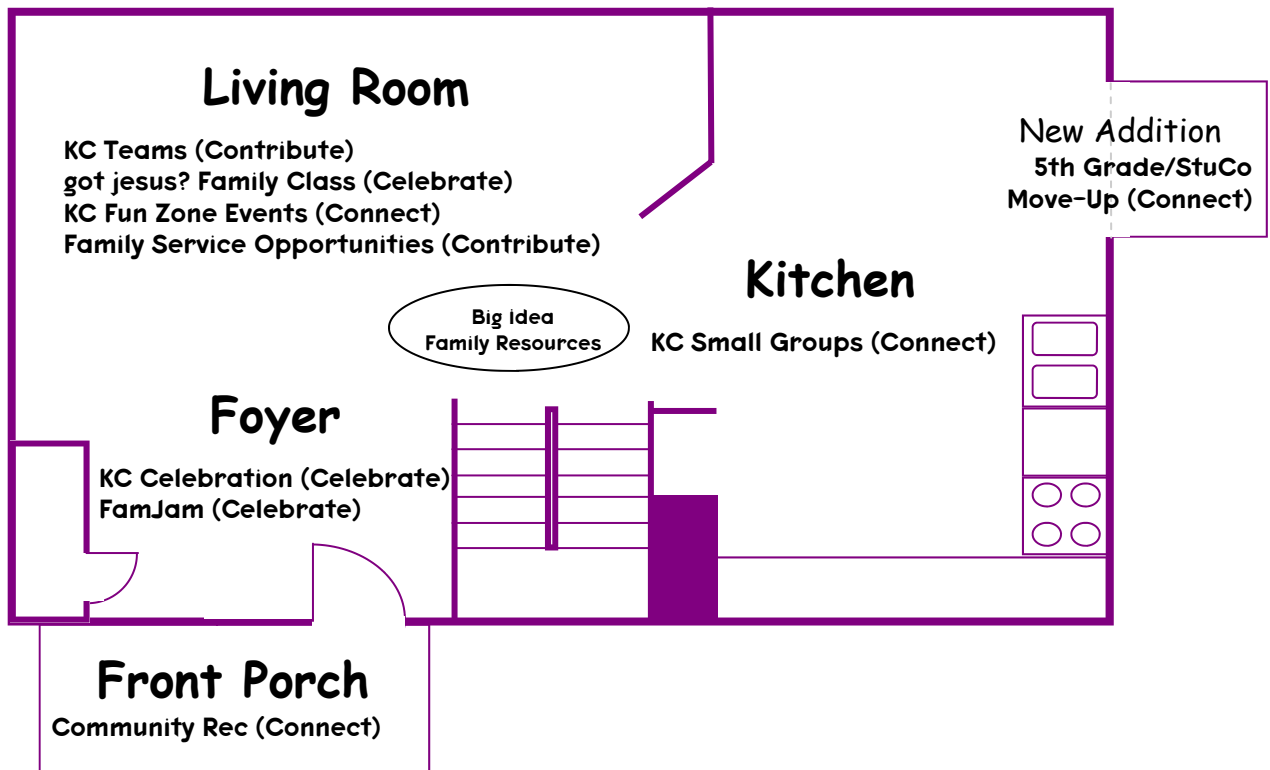 Living Room
KC Teams (Contribute)
got jesus? Family Class (Celebrate)
KC Fun Zone Events (Connect)
Family Service Opportunities (Contribute)
New Addition
5th Grade/StuCo
Move-Up (Connect)
Kitchen
KC Small Groups (Connect)
Big idea
Family Resources
Foyer
KC Celebration (Celebrate)
FamJam (Celebrate)
Front Porch
Community Rec (Connect)